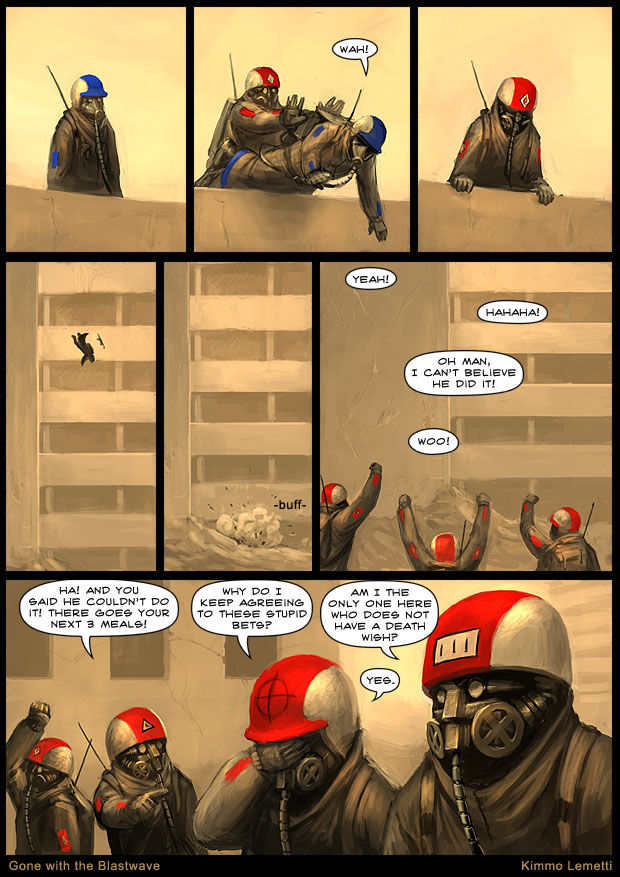 WAH!
YEAH!
HAHAHA!
OH MAN,
I CAN'T BELIEVE
HE DID IT!
WOO!
-buff-
HA! AND YOU
SAID HE COULDN'T DO
IT! THERE GOES YOUR
NEXT 3 MEALS!
WHY DO I
KEEP AGREEING
TO THESE STUPID
BETS?
AM I THE
ONLY ONE HERE
WHO DOES NOT
HAVE A DEATH
WISH?
YES.
Gone with the Blastwave
Kimmo Lemetti